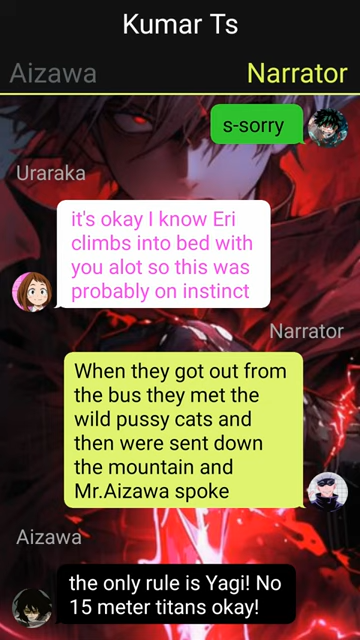 Kumar Ts
Aizawa
Narrator
s-sorry
Uraraka
it's okay I know Eri
climbs into bed with
you alot so this was
probably on instinct
Narrator
When they got out from
the bus they met the
wild pussy cats and
then were sent down
the mountain and
Mr.Aizawa spoke
Aizawa
the only rule is Yagi! No
15 meter titans okay!